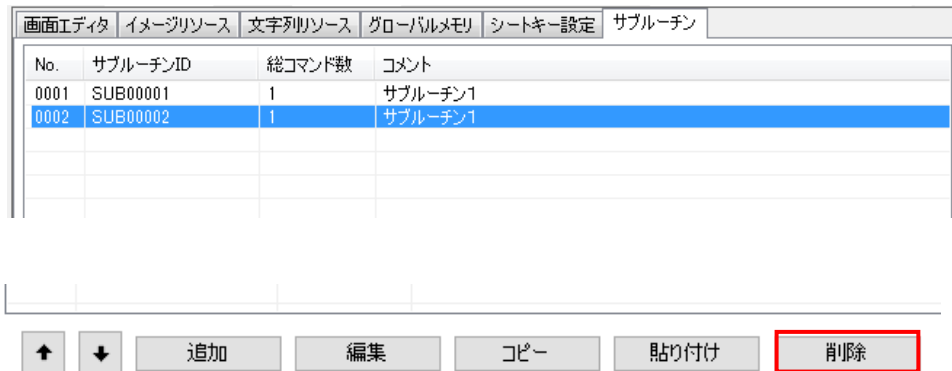 画面エディタ イメージリソース 文字列リソース グローバルメモリ シートキー設定 サブルーチン
No. サブルーチンID 総コマンド数 コメント
0001 SUB00001 1 サブルーチン1
0002 SUB00002 1 サブルーチン1
追加 編集 コピー 貼り付け 削除